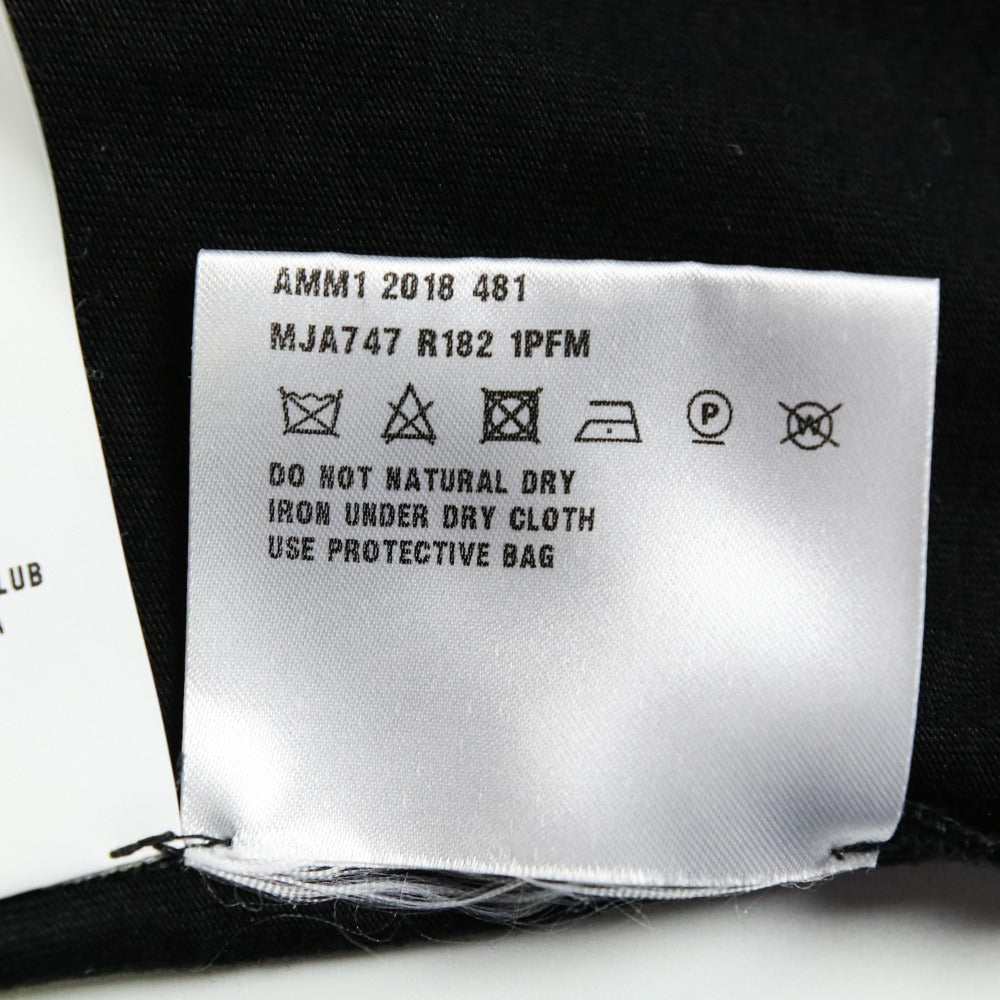 AMM1 2018 481
MJA747 R182 1PFM
P
W
DO NOT NATURAL DRY
IRON UNDER DRY CLOTH
USE PROTECTIVE BAG
LUB